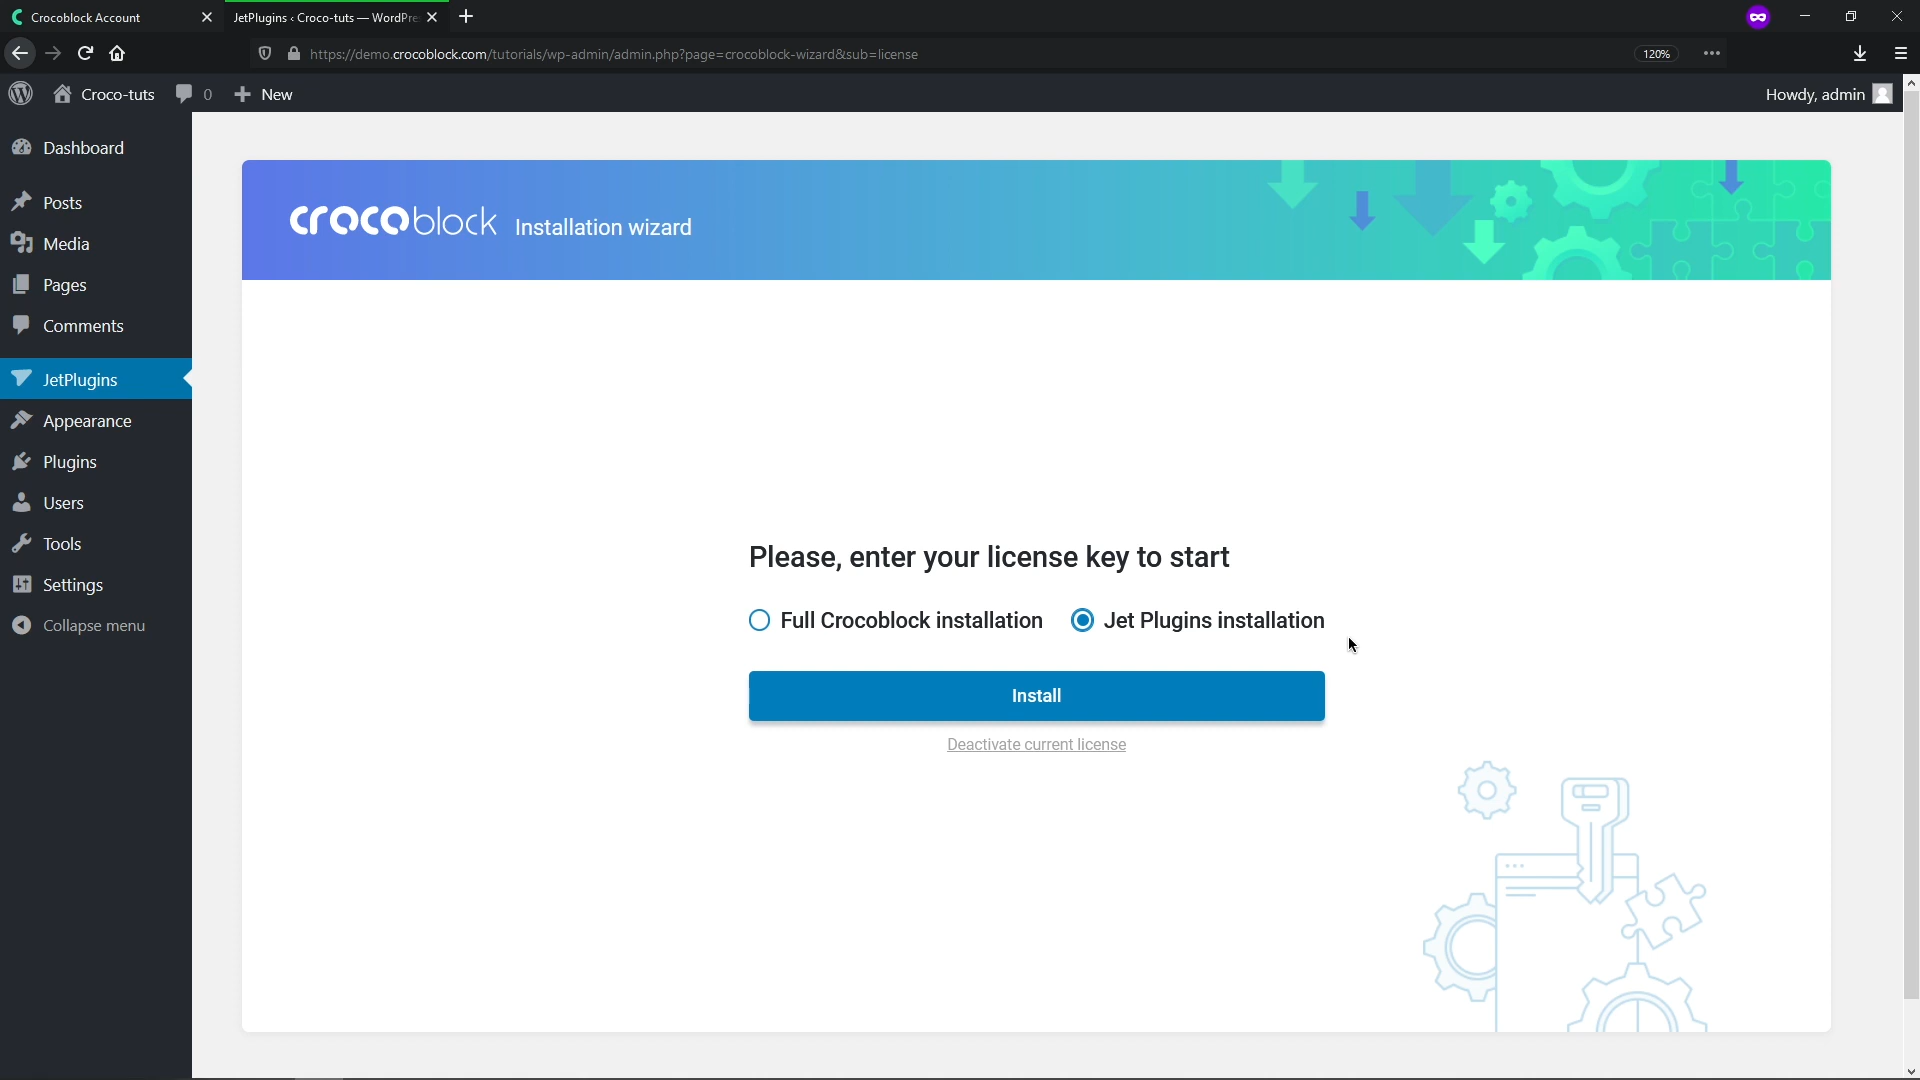 Crocoblock Account
JetPlugins ‹ Croco-tuts — WordPre
https://demo.crocoblock.com/tutorials/wp-admin/admin.php?page=crocoblock-wizard&sub=license
120%
Croco-tuts
0
New
Howdy, admin
Dashboard
Posts
Media
Pages
Comments
JetPlugins
Appearance
Plugins
Users
Tools
Settings
Collapse menu
crocoblock Installation wizard
Please, enter your license key to start
Full Crocoblock installation
Jet Plugins installation
Install
Deactivate current license